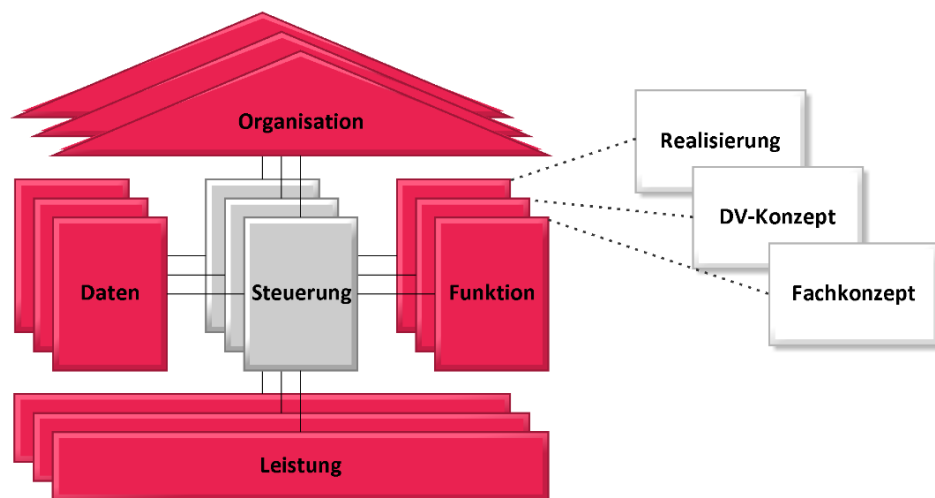 Organisation
Realisierung
DV-Konzept
Fachkonzept
Daten
Steuerung
Funktion
Leistung